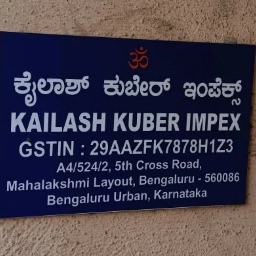 ॐ
ಕೈಲಾಶ್ ಕುಬೇರ್ ಇಂಪೆಕ್ಸ್
KAILASH KUBER IMPEX
GSTIN : 29AAZFK7878H1Z3
A4/524/2, 5th Cross Road,
Mahalakshmi Layout, Bengaluru - 560086
Bengaluru Urban, Karnataka